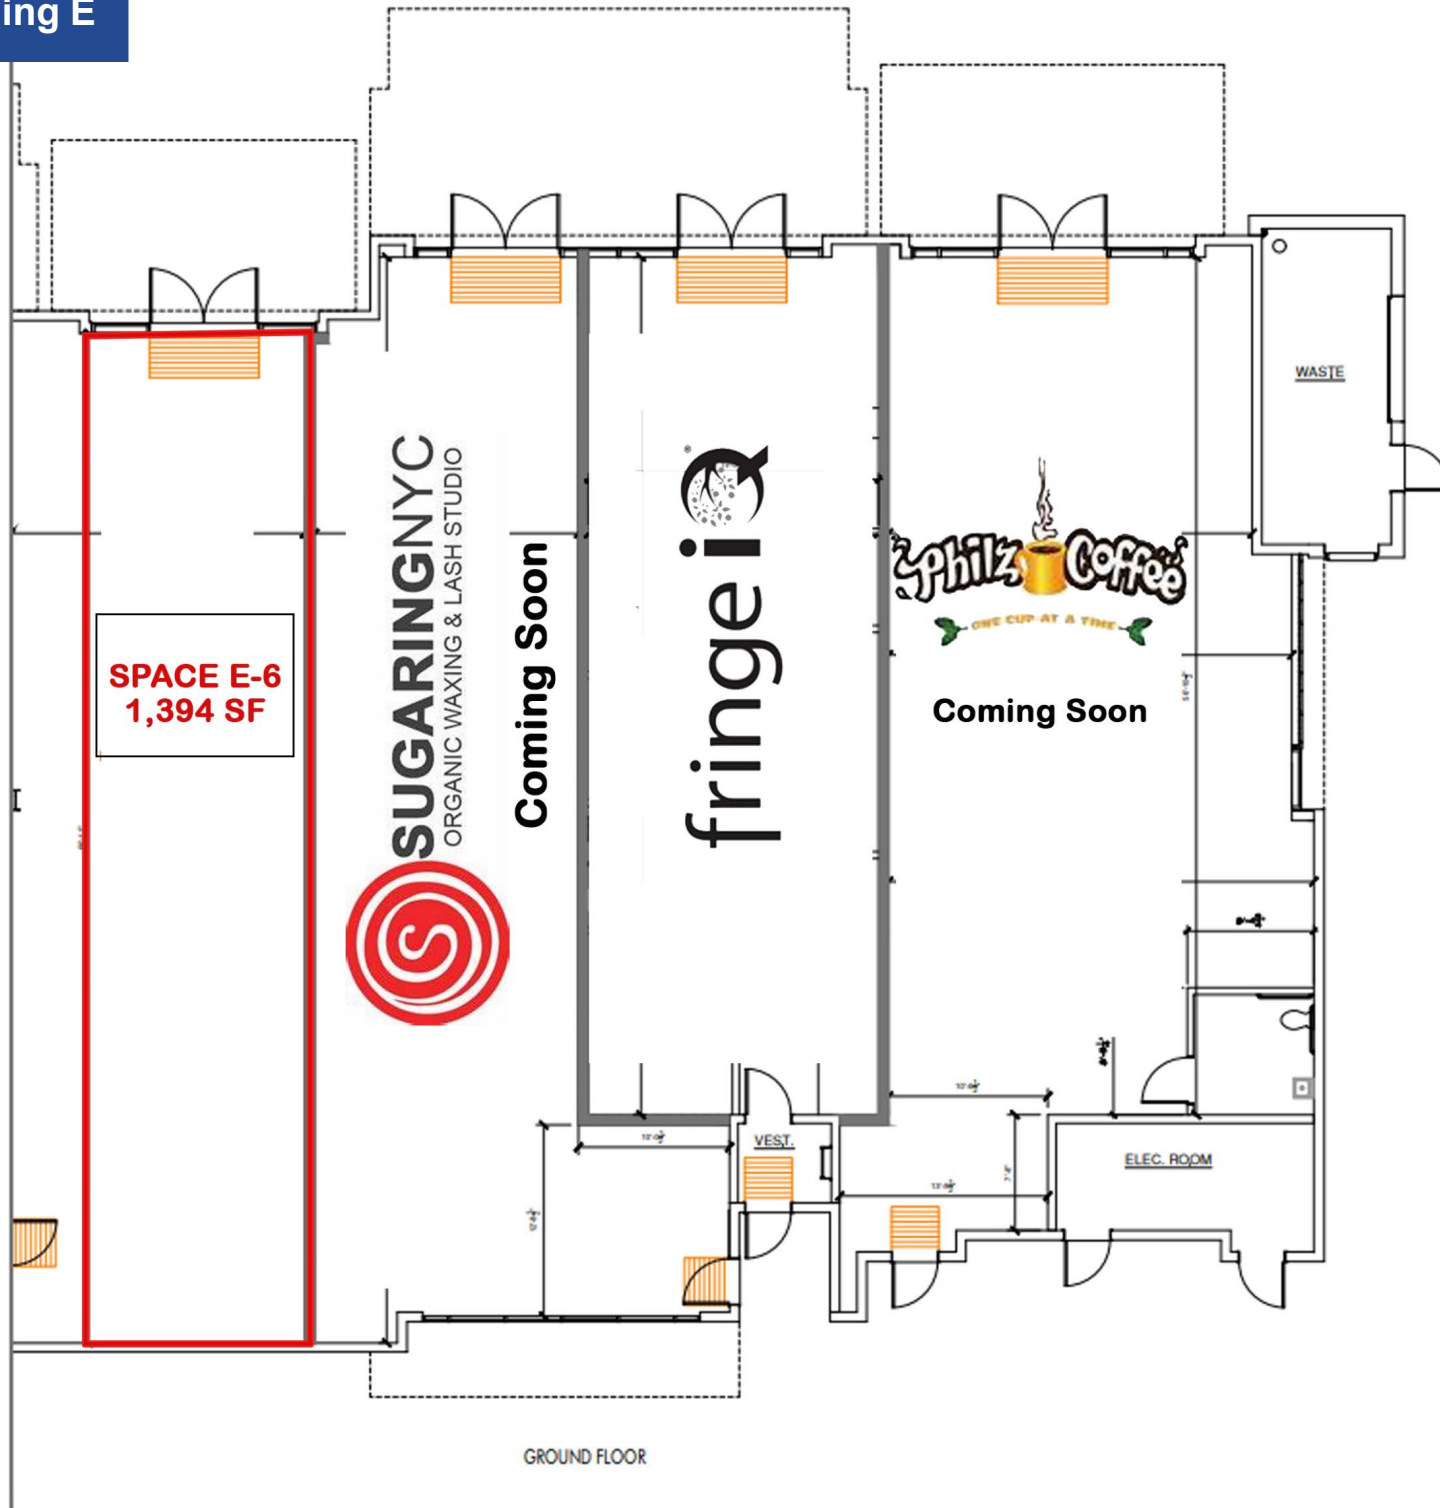 ing E
WASTE
SPACE E-6
1,394 SF
SUGARINGNYC
ORGANIC WAXING & LASH STUDIO
Coming Soon
fringe iQ
®
Philz Coffee
ONE CUP AT A TIME
Coming Soon
VEST.
ELEC. ROOM
GROUND FLOOR